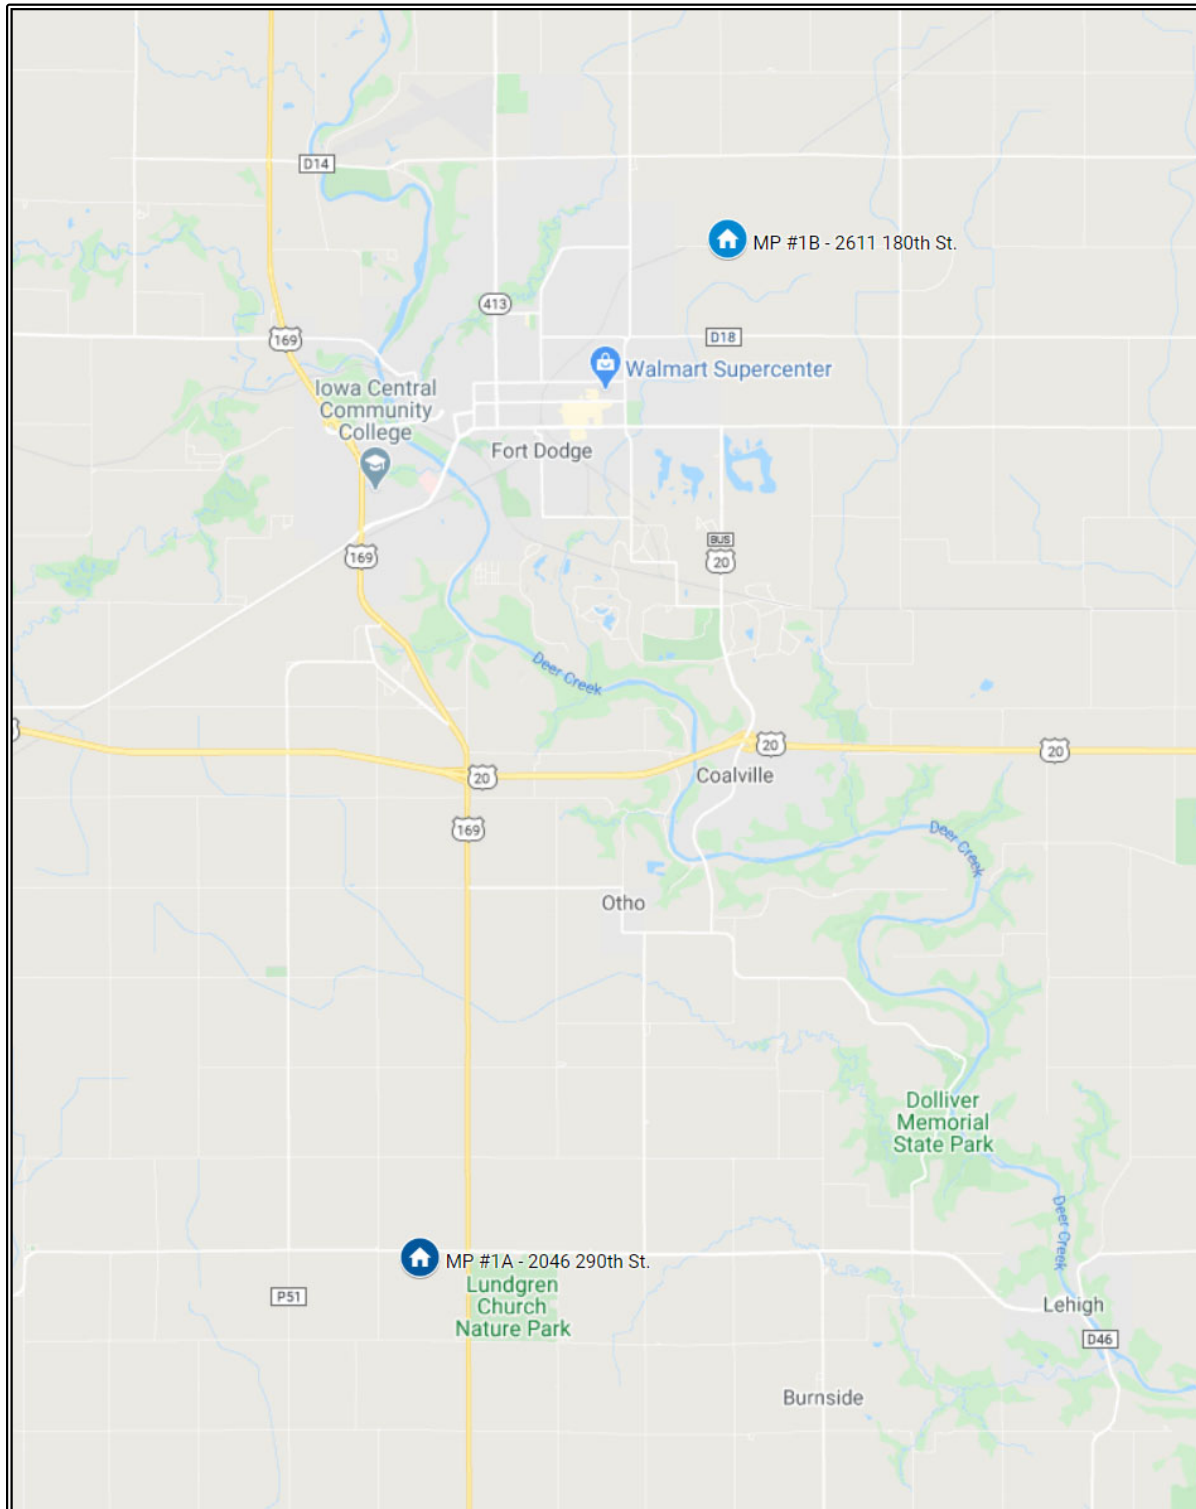 D14
MP #1B - 2611 180th St.
413
169
D18
Walmart Supercenter
Iowa Central
Community
College
Fort Dodge
BUS
20
169
Deer Creek
20
20
20
Coalville
169
Deer Creek
Otho
Dolliver
Memorial
State Park
Deer Creek
MP #1A - 2046 290th St.
Lundgren
Church
Nature Park
P51
Lehigh
D46
Burnside